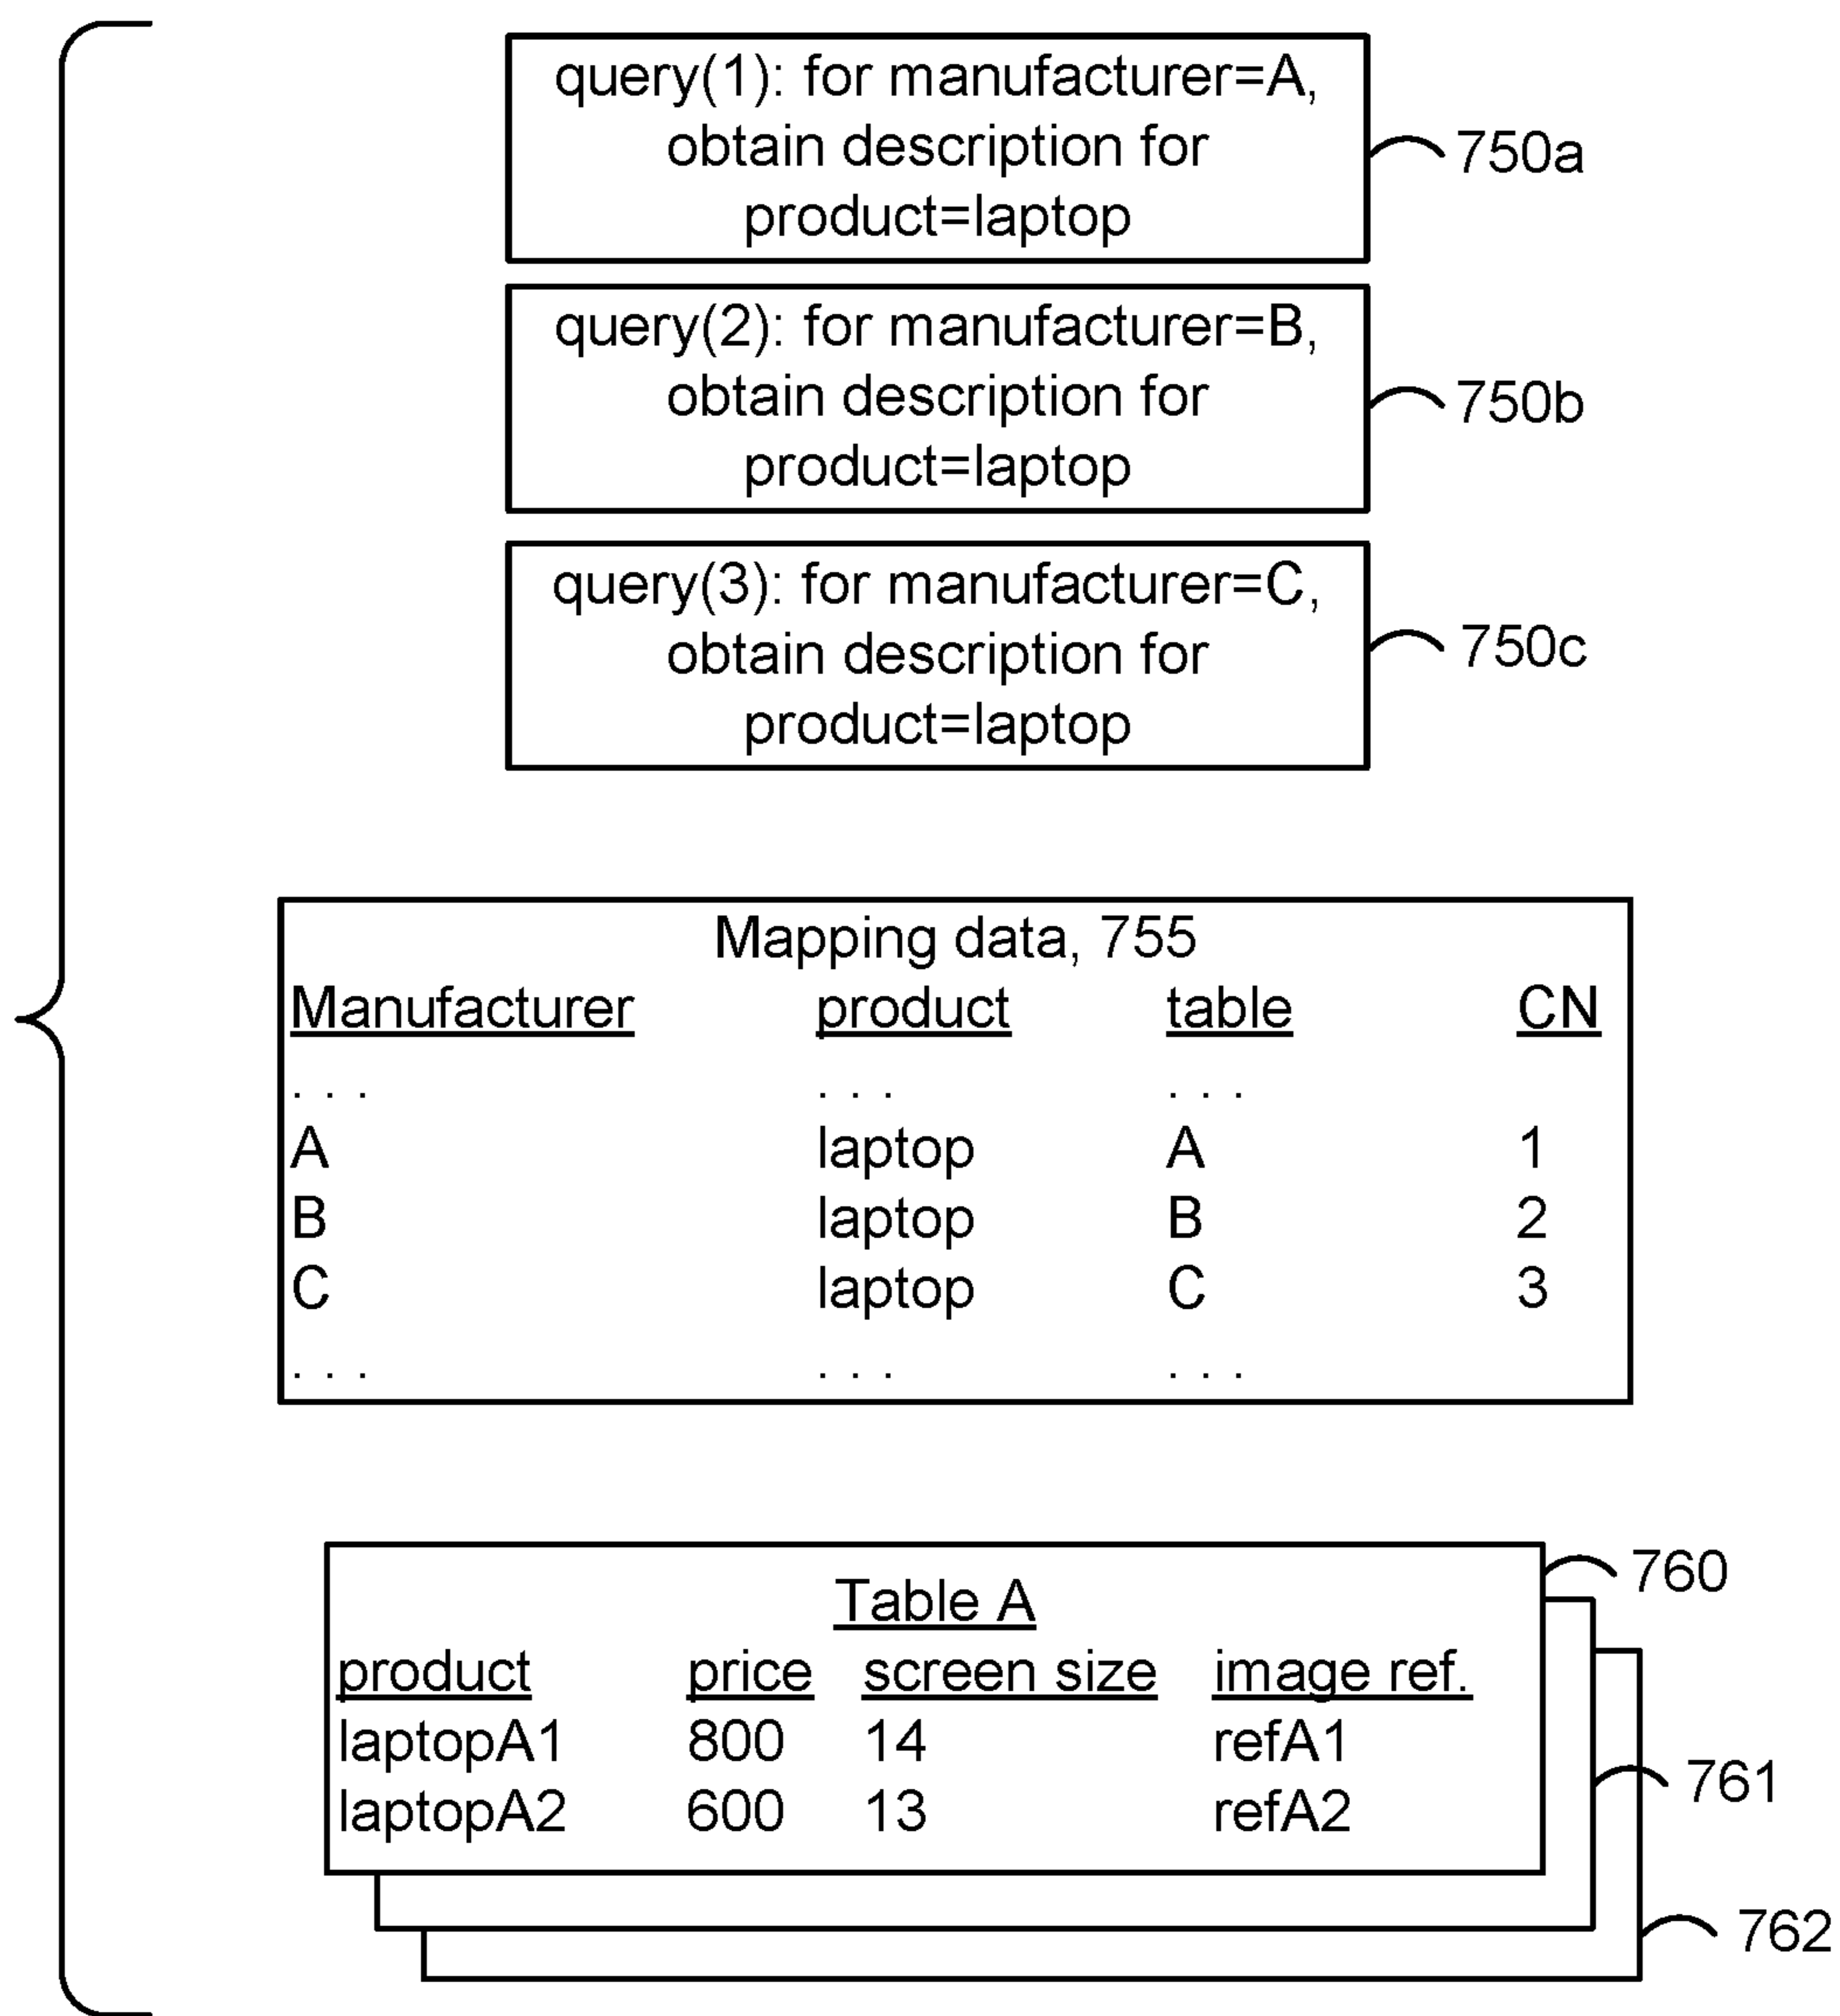 query(1): for manufacturer=A,
obtain description for
product=laptop
750a
query(2): for manufacturer=B,
obtain description for
product=laptop
750b
query(3): for manufacturer=C,
obtain description for
product=laptop
750c
Mapping data, 755
Manufacturer product table CN
. . . . . . . . .
A laptop A 1
B laptop B 2
C laptop C 3
. . . . . . . . .
760
Table A
product price screen size image ref.
laptopA1 800 14 refA1
761
laptopA2 600 13 refA2
762